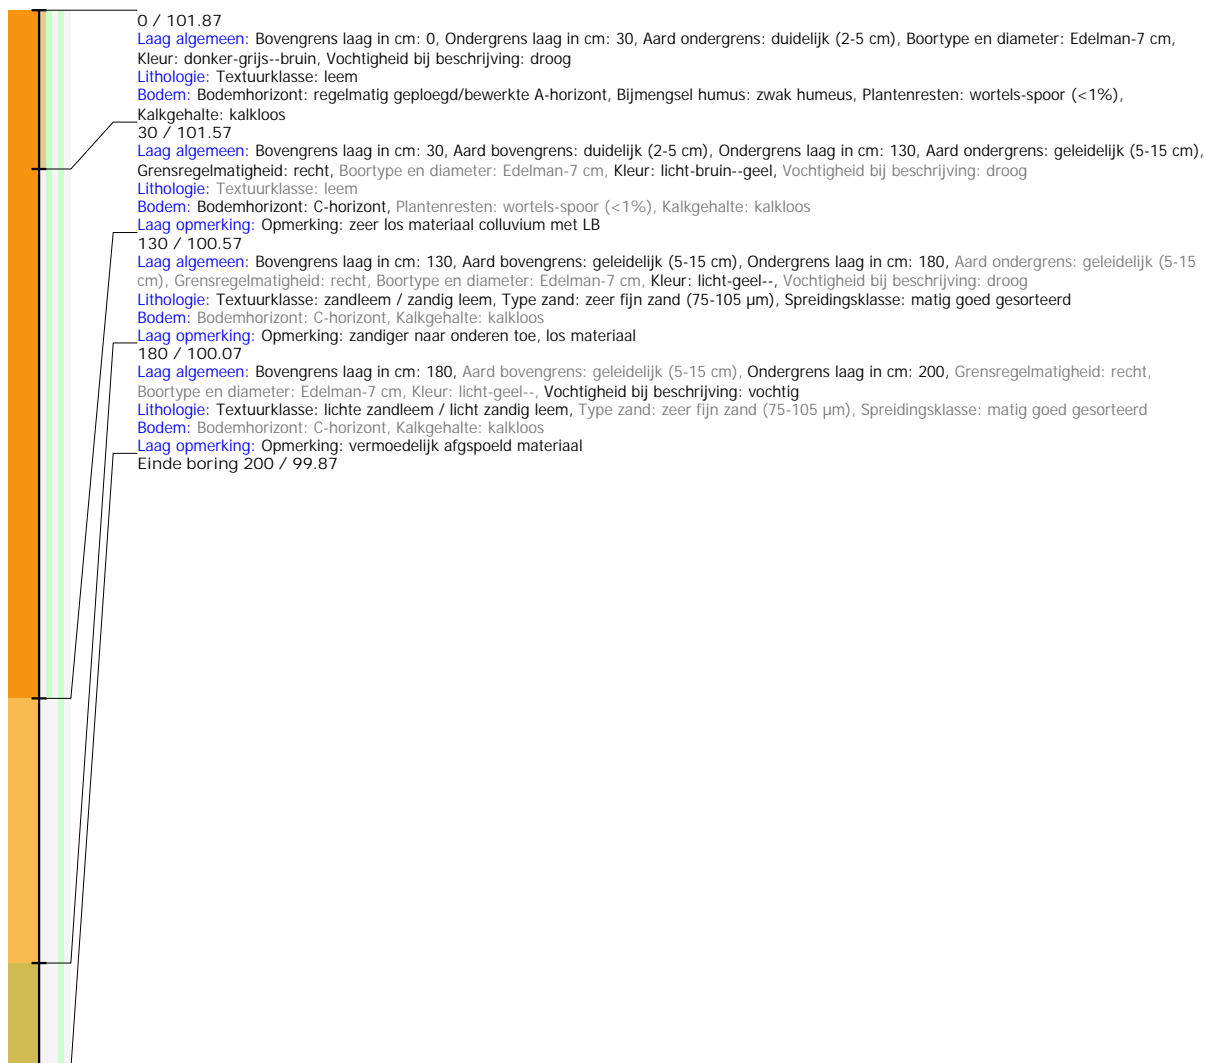 0 / 101.87
Laag algemeen: Bovengrens laag in cm: 0, Ondergrens laag in cm: 30, Aard ondergrens: duidelijk (2-5 cm), Boortype en diameter: Edelman-7 cm,
Kleur: donker-grijs--bruin, Vochtigheid bij beschrijving: droog
Lithologie: Textuurklasse: leem
Bodem: Bodemhorizont: regelmatig geploegd/bewerkte A-horizont, Bijmengsel humus: zwak humeus, Plantenresten: wortels-spoor (<1%),
Kalkgehalte: kalkloos
30 / 101.57
Laag algemeen: Bovengrens laag in cm: 30, Aard bovengrens: duidelijk (2-5 cm), Ondergrens laag in cm: 130, Aard ondergrens: geleidelijk (5-15 cm),
Grensregelmatigheid: recht, Boortype en diameter: Edelman-7 cm, Kleur: licht-bruin--geel, Vochtigheid bij beschrijving: droog
Lithologie: Textuurklasse: leem
Bodem: Bodemhorizont: C-horizont, Plantenresten: wortels-spoor (<1%), Kalkgehalte: kalkloos
Laag opmerking: Opmerking: zeer los materiaal colluvium met LB
130 / 100.57
Laag algemeen: Bovengrens laag in cm: 130, Aard bovengrens: geleidelijk (5-15 cm), Ondergrens laag in cm: 180, Aard ondergrens: geleidelijk (5-15
cm), Grensregelmatigheid: recht, Boortype en diameter: Edelman-7 cm, Kleur: licht-geel--, Vochtigheid bij beschrijving: droog
Lithologie: Textuurklasse: zandleem / zandig leem, Type zand: zeer fijn zand (75-105 µm), Spreidingsklasse: matig goed gesorteerd
Bodem: Bodemhorizont: C-horizont, Kalkgehalte: kalkloos
Laag opmerking: Opmerking: zandiger naar onderen toe, los materiaal
180 / 100.07
Laag algemeen: Bovengrens laag in cm: 180, Aard bovengrens: geleidelijk (5-15 cm), Ondergrens laag in cm: 200, Grensregelmatigheid: recht,
Boortype en diameter: Edelman-7 cm, Kleur: licht-geel--, Vochtigheid bij beschrijving: vochtig
Lithologie: Textuurklasse: lichte zandleem / licht zandig leem, Type zand: zeer fijn zand (75-105 µm), Spreidingsklasse: matig goed gesorteerd
Bodem: Bodemhorizont: C-horizont, Kalkgehalte: kalkloos
Laag opmerking: Opmerking: vermoedelijk afgspoeld materiaal
Einde boring 200 / 99.87